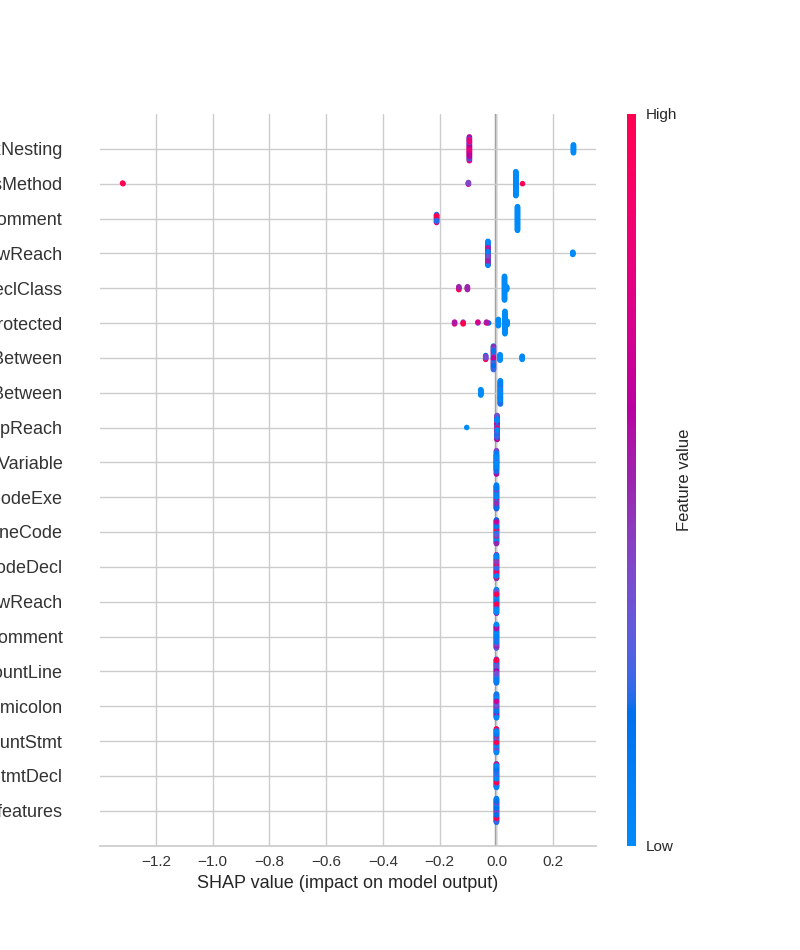 High
Nesting
sMethod
omment
wReach
eclClass
rotected
Between
Between
pReach
Variable
odeExe
neCode
odeDecl
wReach
omment
ountLine
micolon
untStmt
tmtDecl
features
Feature value
Low
−1.2 −1.0 −0.8 −0.6 −0.4 −0.2 0.0 0.2
SHAP value (impact on model output)